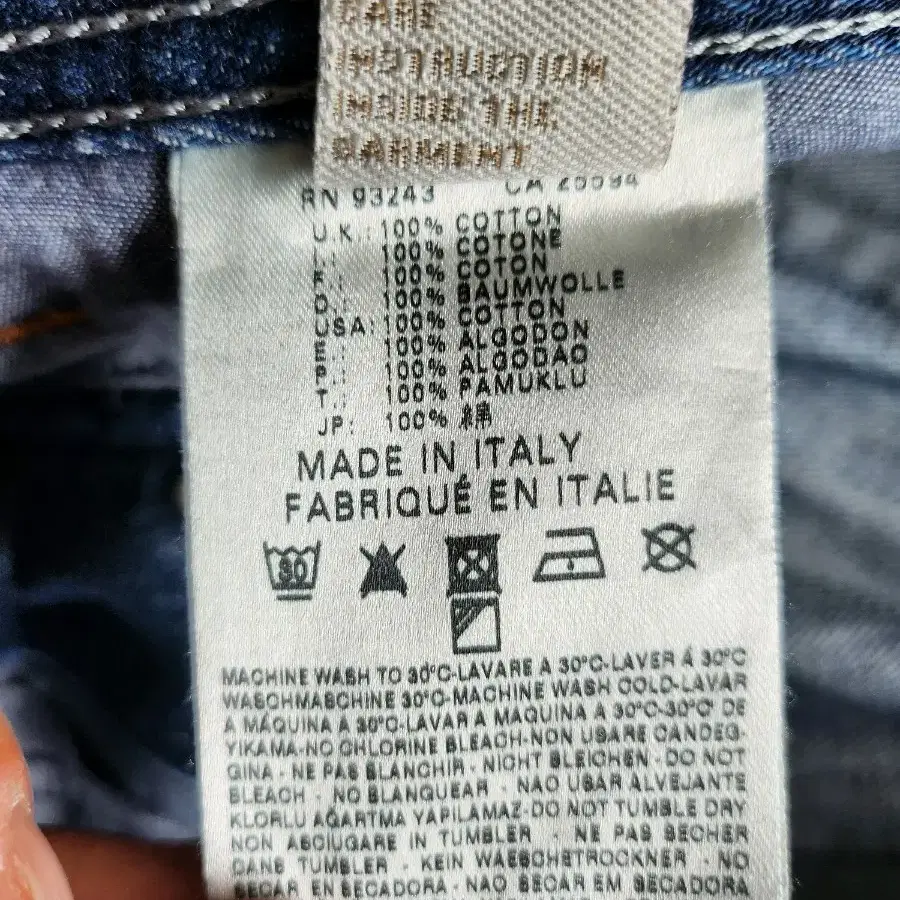 CARE
INSTRUCTION
INSIDE THE
GARMENT
RN 93243 CA 25594
U.K.: 100% COTTON
I.: 100% COTONE
F.: 100% COTON
D.: 100% BAUMWOLLE
USA: 100% COTTON
E.: 100% ALGODON
P.: 100% ALGODAO
T.: 100% PAMUKLU
JP: 100% 綿
MADE IN ITALY
FABRIQUÉ EN ITALIE
30
MACHINE WASH TO 30°C-LAVARE A 30°C-LAVER Á 30°C
WASCHMASCHINE 30°C-MACHINE WASH COLD-LAVAR
A MÁQUINA À 30°C-LAVAR A MAQUINA A 30°C-30°C' DE
YIKAMA-NO CHLORINE BLEACH-NON USARE CANDEG-
GINA - NE PAS BLANCHIR - NICHT BLEICHEN - DO NOT
BLEACH - NO BLANQUEAR - NAO USAR ALVEJANTE
KLORLU AĞARTMA YAPILAMAZ-DO NOT TUMBLE DRY
NON ASCIUGARE IN TUMBLER - NE PAS SECHER
DANS TUMBLER - KEIN WAESCHETROCKNER - NO
SECAR EN SECADORA - NAO SECAR EM SECADORA